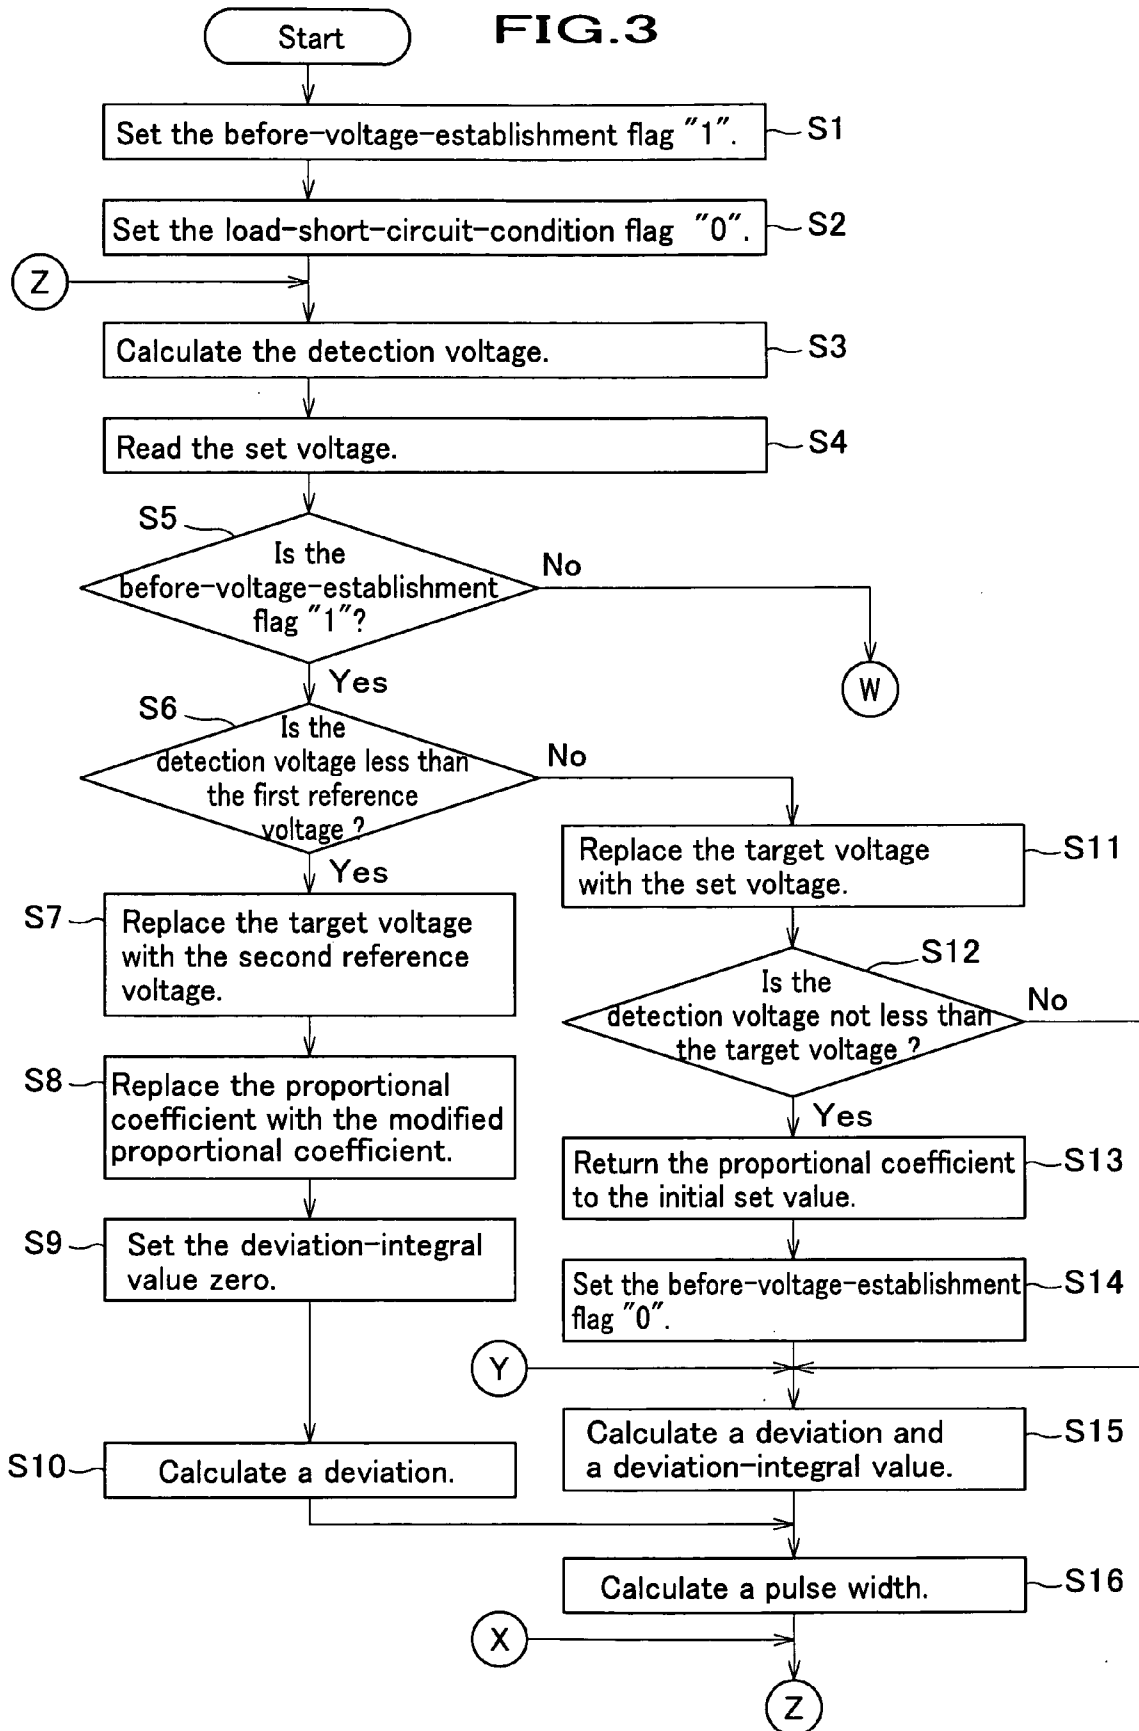 FIG.3
Start
Set the before-voltage-establishment flag "1".
S1
Set the load-short-circuit-condition flag "0".
S2
Z
Calculate the detection voltage.
S3
Read the set voltage.
S4
S5
Is the
before-voltage-establishment
flag "1"?
No
W
Yes
S6
Is the
detection voltage less than
the first reference
voltage ?
No
Yes
S7
Replace the target voltage
with the second reference
voltage.
S11
Replace the target voltage
with the set voltage.
S12
Is the
detection voltage not less than
the target voltage ?
No
Yes
S8
Replace the proportional
coefficient with the modified
proportional coefficient.
S13
Return the proportional coefficient
to the initial set value.
S9
Set the deviation-integral
value zero.
S14
Set the before-voltage-establishment
flag "0".
Y
S10
Calculate a deviation.
S15
Calculate a deviation and
a deviation-integral value.
Calculate a pulse width.
S16
X
Z